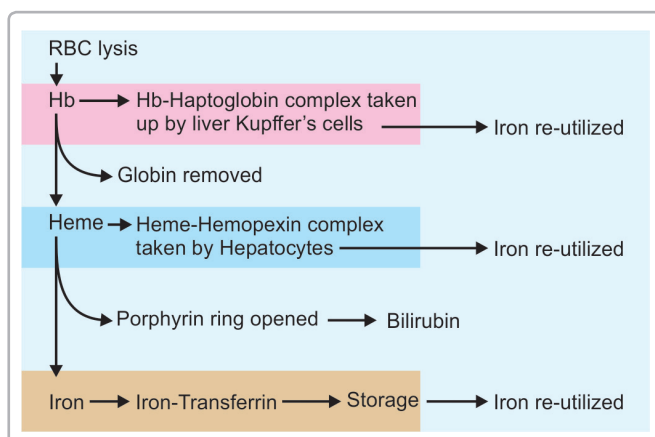 RBC lysis
Hb
Hb-Haptoglobin complex taken
up by liver Kupffer's cells
Iron re-utilized
Globin removed
Heme
Heme-Hemopexin complex
taken by Hepatocytes
Iron re-utilized
Porphyrin ring opened
Bilirubin
Iron
Iron-Transferrin
Storage
Iron re-utilized